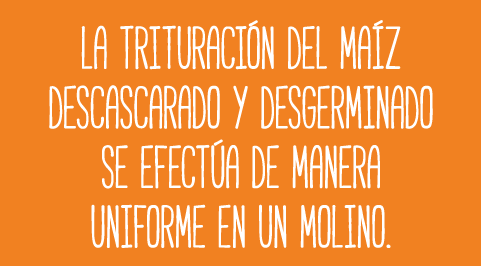 LA TRITURACIÓN DEL MAÍZ
DESCASCARADO Y DESGERMINADO
SE EFECTÚA DE MANERA
UNIFORME EN UN MOLINO.